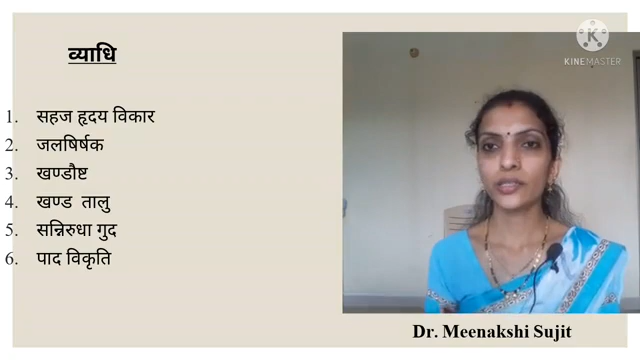 व्याधि
1. सहज हृदय विकार
2. जलषिर्षक
3. खण्डौष्ट
4. खण्ड तालु
5. सन्निरुधा गुद
6. पाद विकृति
K
KINEMASTER
Dr. Meenakshi Sujit